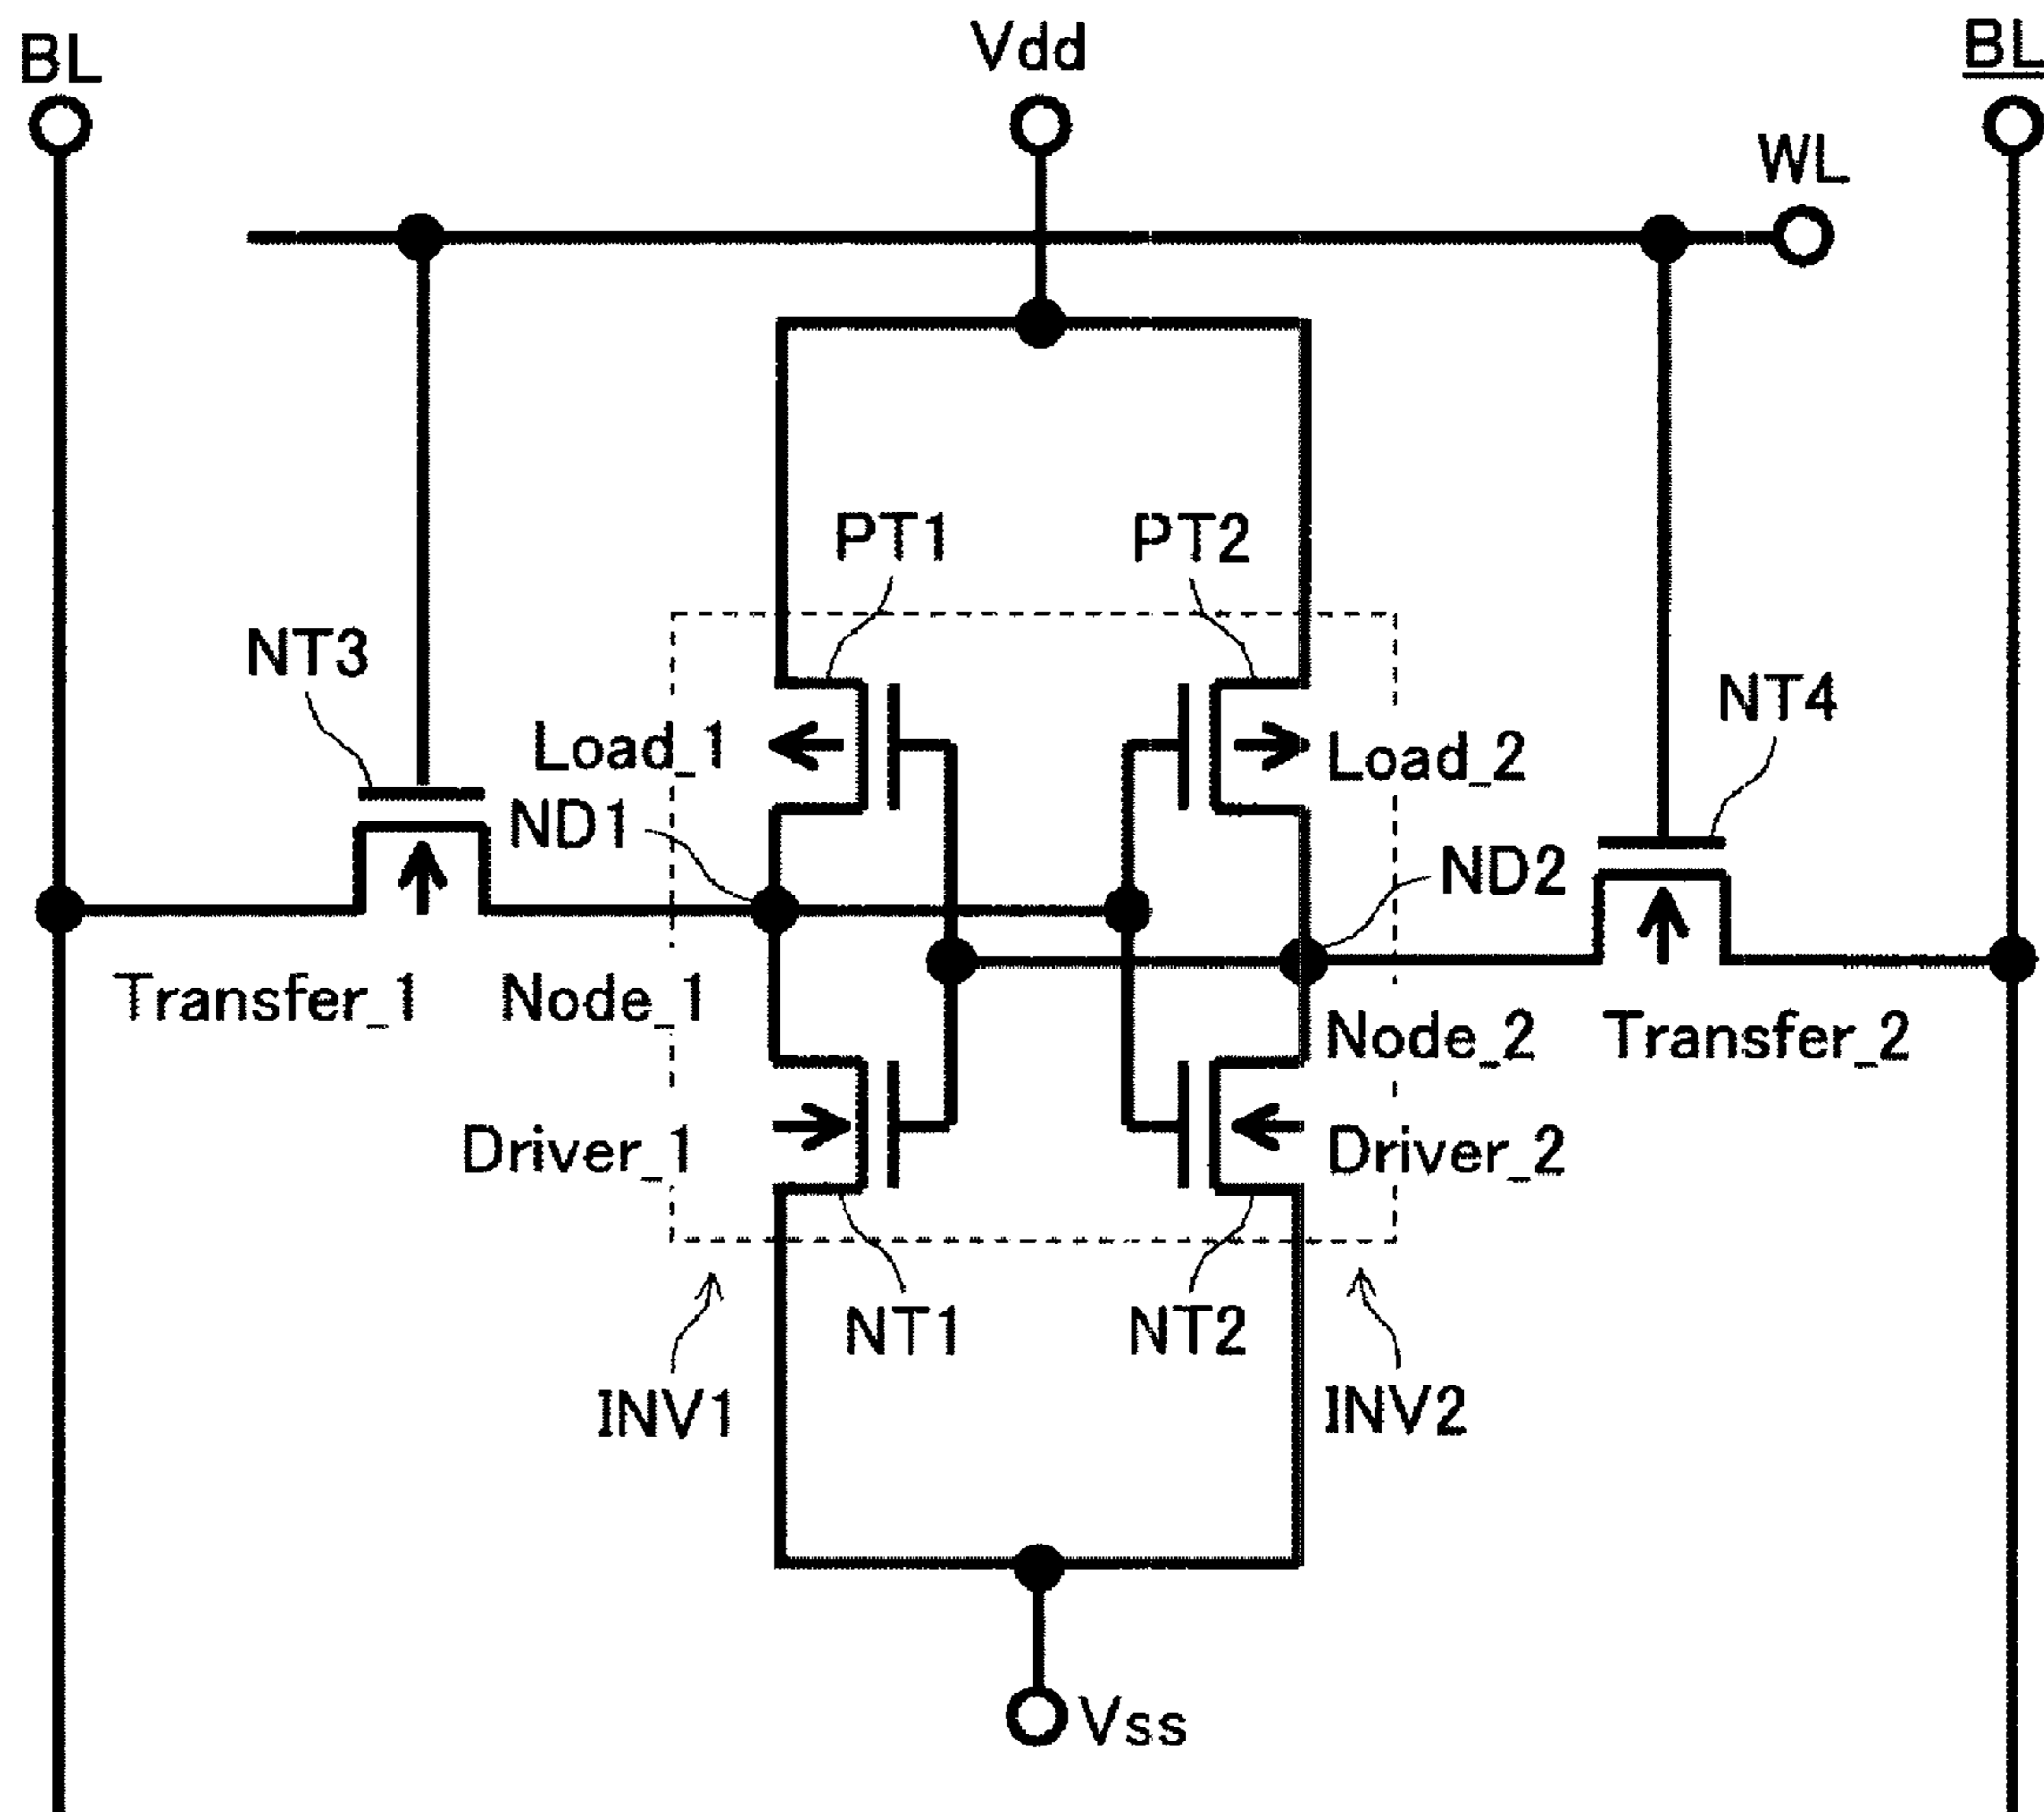 BL
Vdd
BL
WL
PT1
PT2
NT3
NT4
Load_1
Load_2
ND1
ND2
Transfer_1
Node_1
Node_2
Transfer_2
Driver_1
Driver_2
NT1
NT2
INV1
INV2
Vss